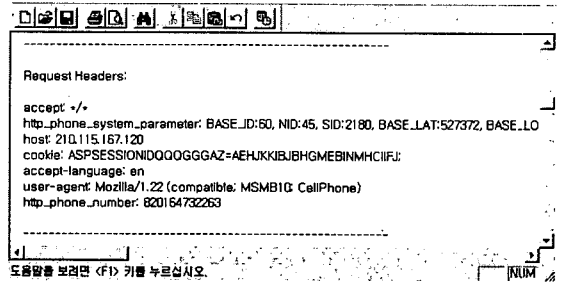 Request Headers:
accept: */*
http_phone_system_parameter: BASE_ID:60, NID:45, SID:2180, BASE_LAT:527372, BASE_LO
host: 210.115.167.120
cookie: ASPSESSIONIDQQQGGGAZ=AEHJKKIBJBHGMEBINMHCIIFJ;
accept-language: en
user-agent: Mozilla/1.22 (compatible; MSMB10; CellPhone)
http_phone_number: 820164732263
도움말를 보려면 <F1> 키를 누르십시오.
NUM